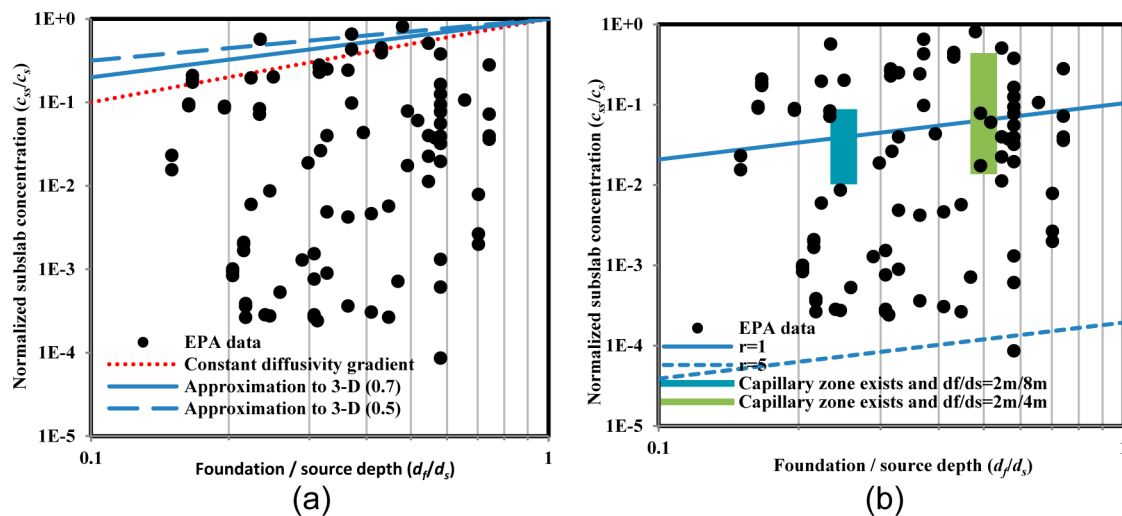 Normalized subslab concentration (css/cs)
1E+0
1E-1
1E-2
1E-3
1E-4
1E-5
EPA data
Constant diffusivity gradient
Approximation to 3-D (0.7)
Approximation to 3-D (0.5)
0.1
1
Foundation / source depth (df/ds)
(a)
Normalized subslab concentration (css/cs)
1E+0
1E-1
1E-2
1E-3
1E-4
1E-5
EPA data
r=1
r=5
Capillary zone exists and df/ds=2m/8m
Capillary zone exists and df/ds=2m/4m
0.1
1
Foundation / source depth (df/ds)
(b)